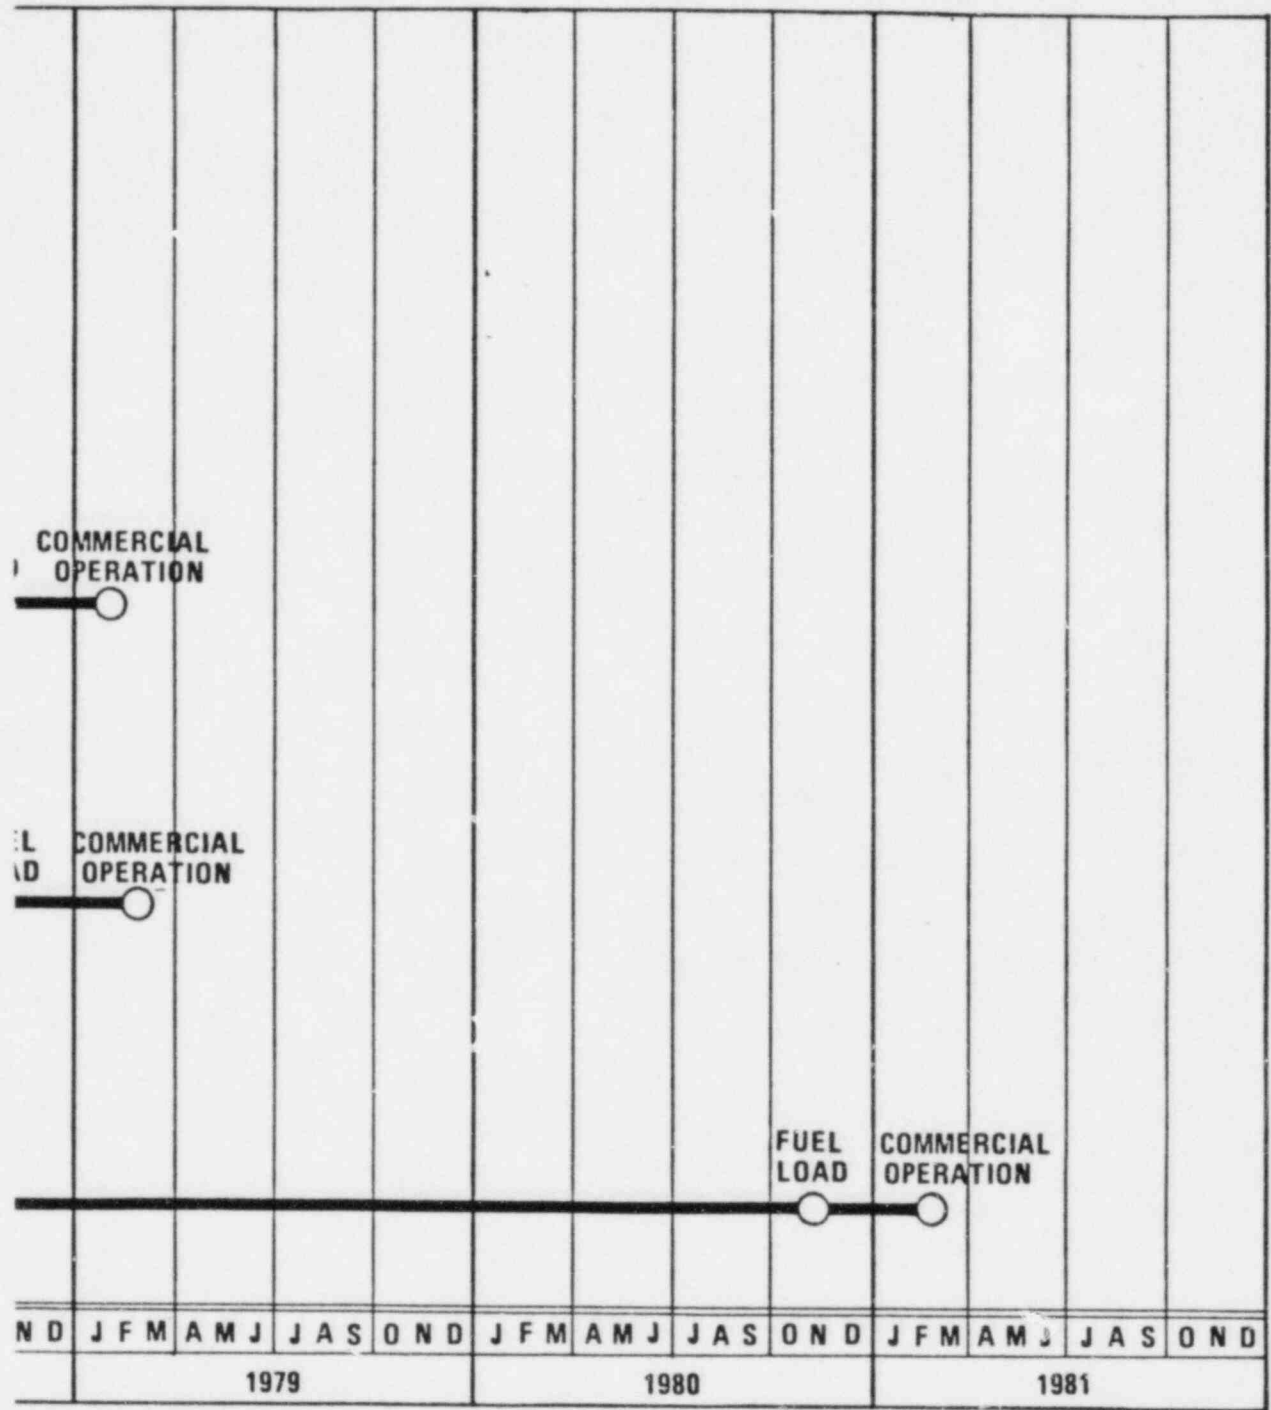 COMMERCIAL
OPERATION
COMMERCIAL
OPERATION
FUEL COMMERCIAL
LOAD OPERATION
N D J F M A M J J A S O N D J F M A M J J A S O N D J F M A M J J A S O N D
1979 1980 1981